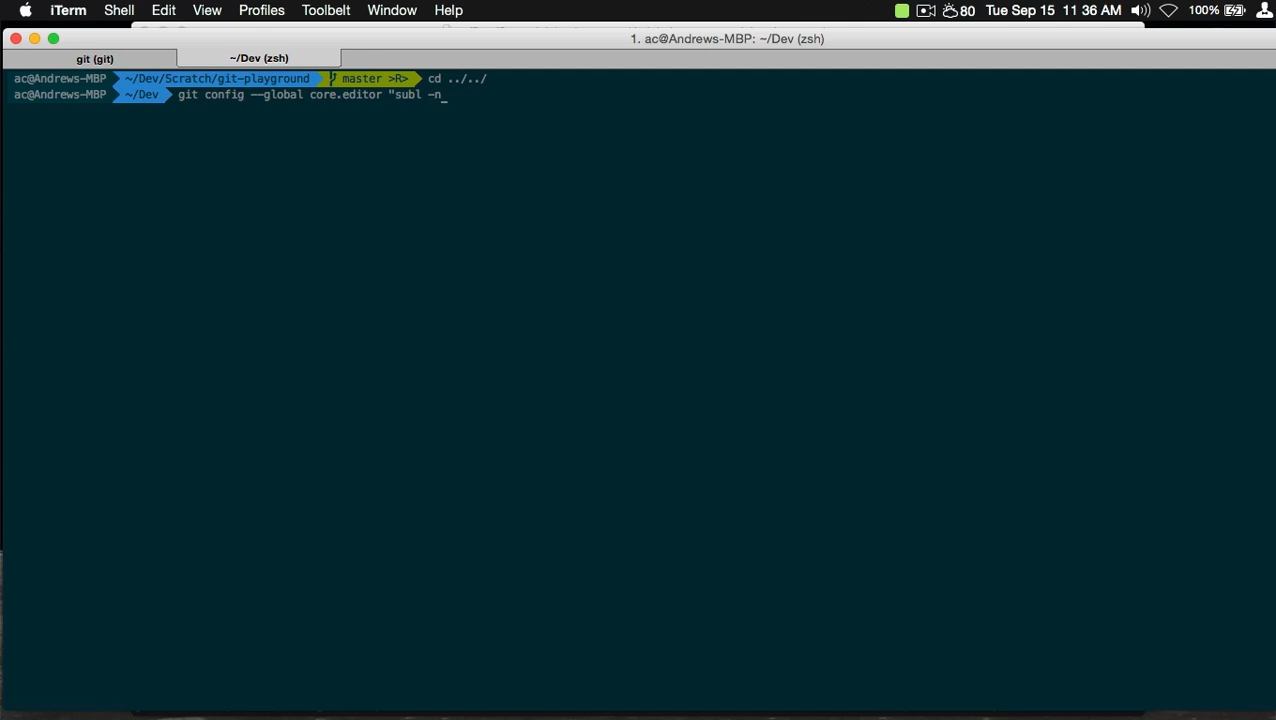 iTerm Shell Edit View Profiles Toolbelt Window Help 80 Tue Sep 15 11:36 AM 100%
1. ac@Andrews-MBP: ~/Dev (zsh)
git (git) ~/Dev (zsh)
ac@Andrews-MBP ~/Dev/Scratch/git-playground master >R> cd ../../
ac@Andrews-MBP ~/Dev git config --global core.editor "subl -n_